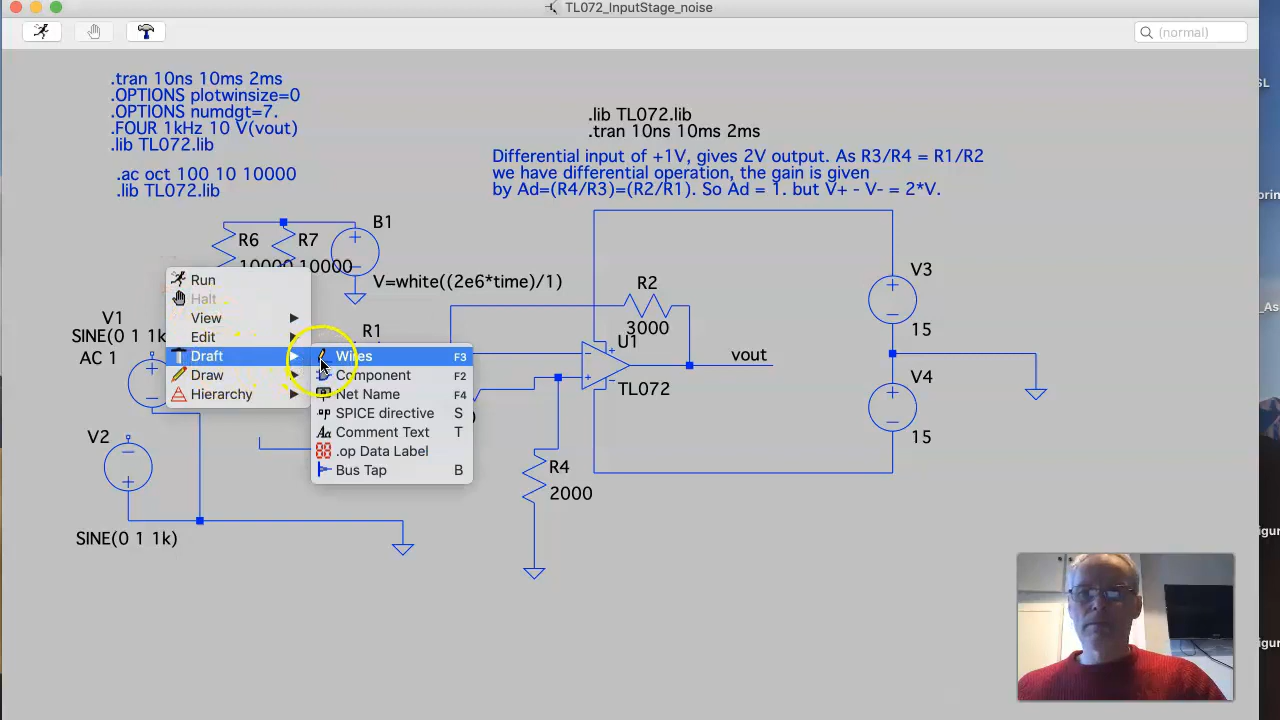 TL072_InputStage_noise
(normal)
.tran 10ns 10ms 2ms
.OPTIONS plotwinsize=0
.OPTIONS numdgt=7.
.FOUR 1kHz 10 V(vout)
.lib TL072.lib
.ac oct 100 10 10000
.lib TL072.lib
.lib TL072.lib
.tran 10ns 10ms 2ms
Differential input of +1V, gives 2V output. As R3/R4 = R1/R2
we have differential operation, the gain is given
by Ad=(R4/R3)=(R2/R1). So Ad = 1. but V+ - V- = 2*V.
B1
R6
R7
10000
10000
V=white((2e6*time)/1)
Run
Halt
View
Edit
Draft
Draw
Hierarchy
Wires F3
Component F2
Net Name F4
SPICE directive S
Comment Text T
.op Data Label
Bus Tap B
V1
SINE(0 1 1k
AC 1
R1
R2
3000
U1
TL072
vout
V3
15
V4
15
V2
SINE(0 1 1k)
R4
2000